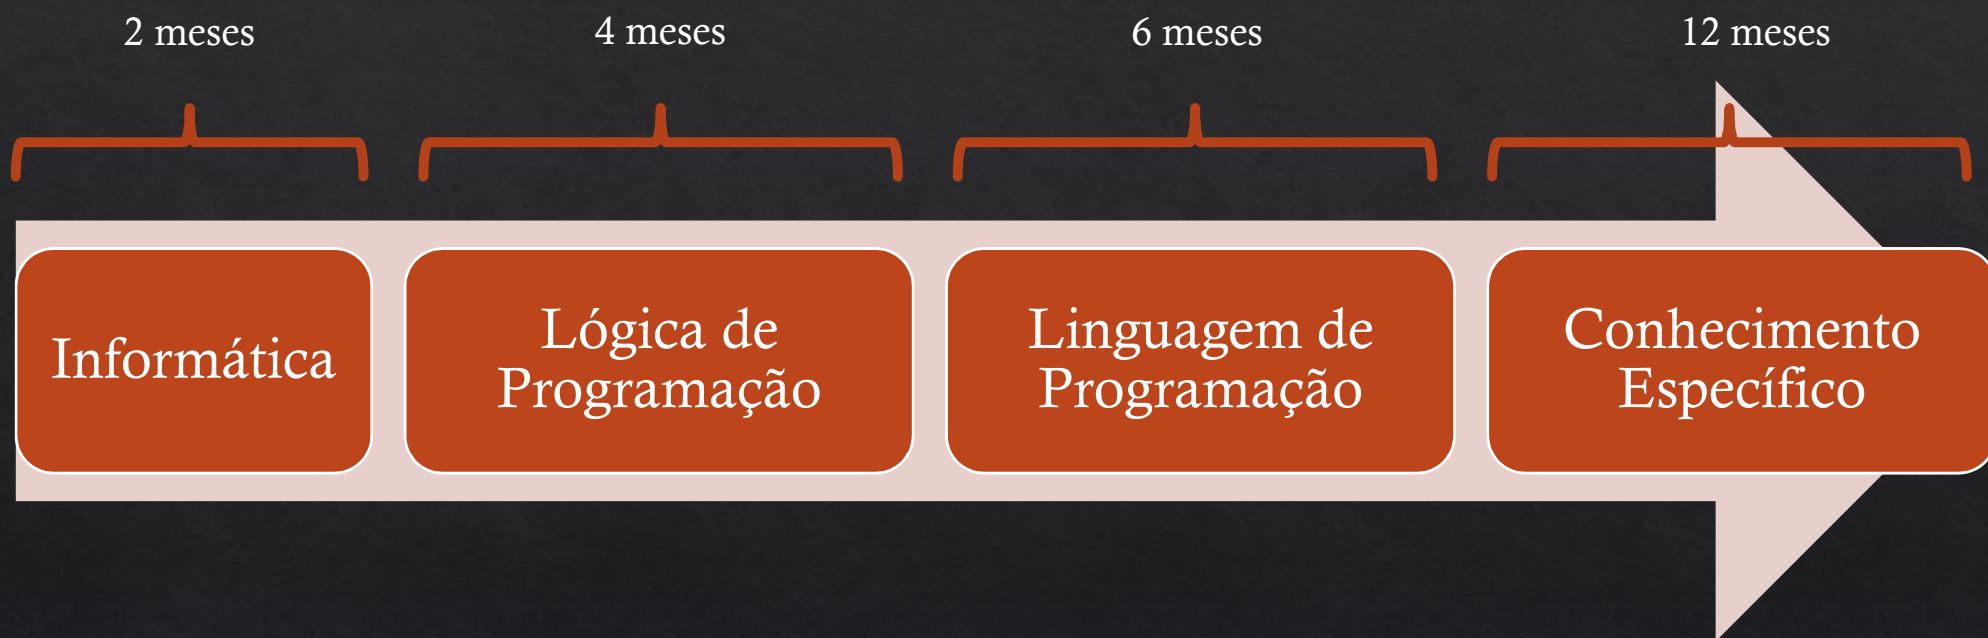 2 meses
4 meses
6 meses
12 meses
Informática
Lógica de
Programação
Linguagem de
Programação
Conhecimento
Específico